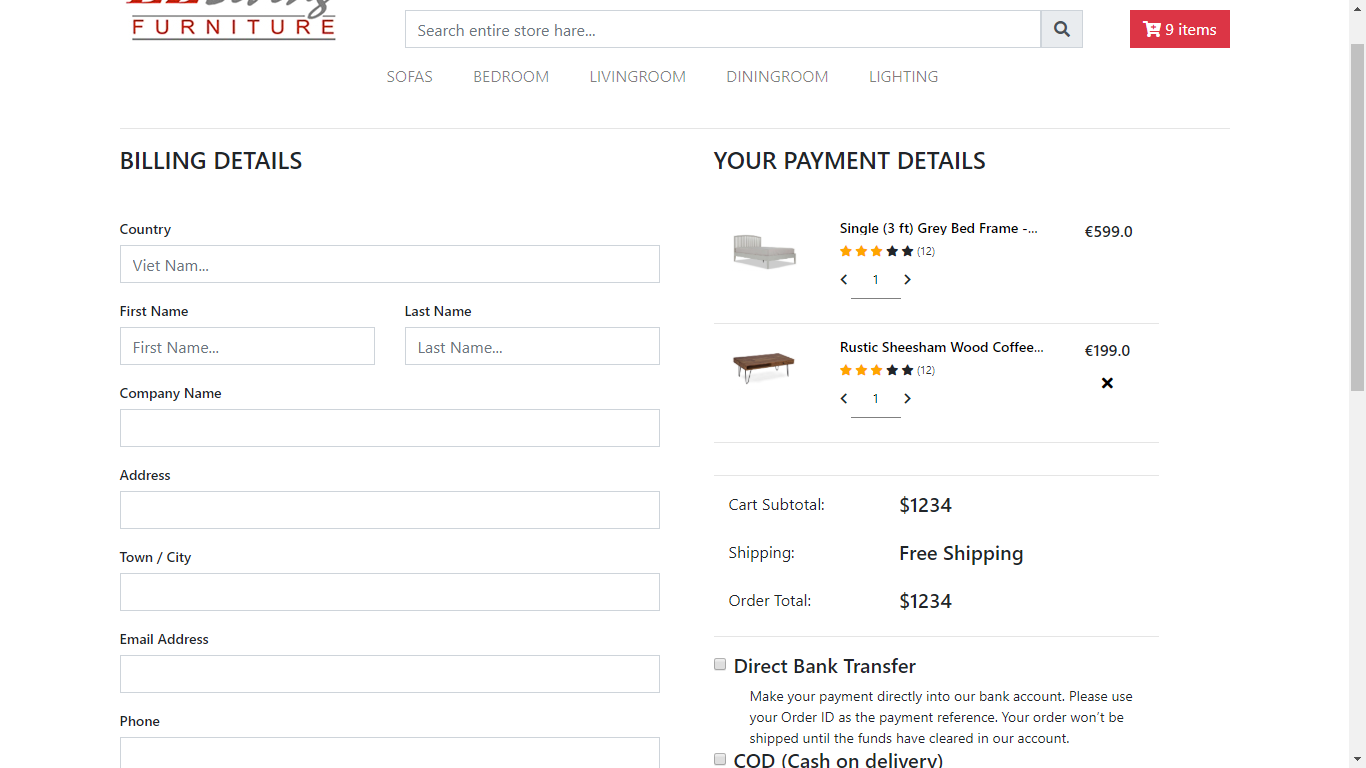 FURNITURE
Search entire store hare...
9 items
SOFAS BEDROOM LIVINGROOM DININGROOM LIGHTING
BILLING DETAILS
Country
Viet Nam...
First Name Last Name
First Name... Last Name...
Company Name
Address
Town / City
Email Address
Phone
YOUR PAYMENT DETAILS
Single (3 ft) Grey Bed Frame -... €599.0
(12)
1
Rustic Sheesham Wood Coffee... €199.0
(12)
1
Cart Subtotal: $1234
Shipping: Free Shipping
Order Total: $1234
Direct Bank Transfer
Make your payment directly into our bank account. Please use
your Order ID as the payment reference. Your order won’t be
shipped until the funds have cleared in our account.
COD (Cash on delivery)